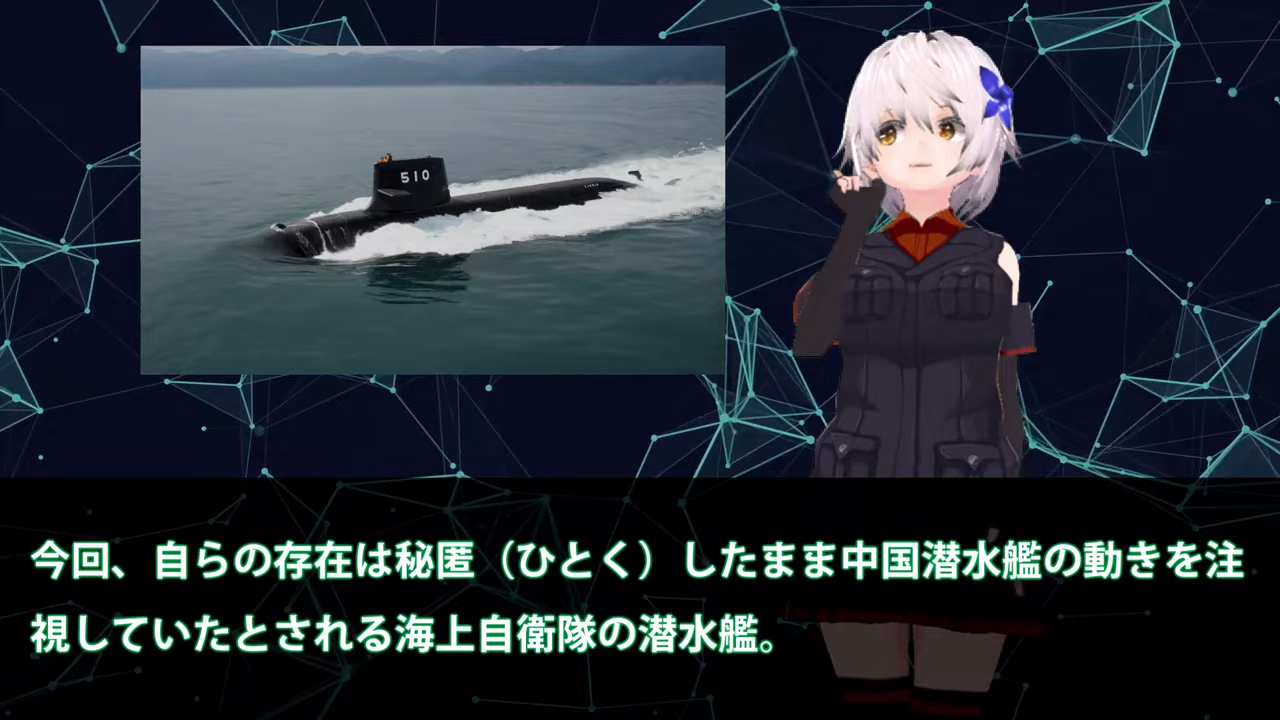 510
今回、自らの存在は秘匿（ひとく）したまま中国潜水艦の動きを注
視していたとされる海上自衛隊の潜水艦。